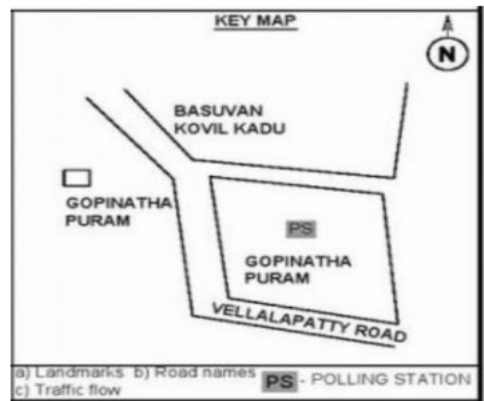 KEY MAP
N
BASUVAN
KOVIL KADU
GOPINATHA
PURAM
PS
GOPINATHA
PURAM
VELLALAPATTY ROAD
a) Landmarks b) Road names
c) Traffic flow
PS - POLLING STATION